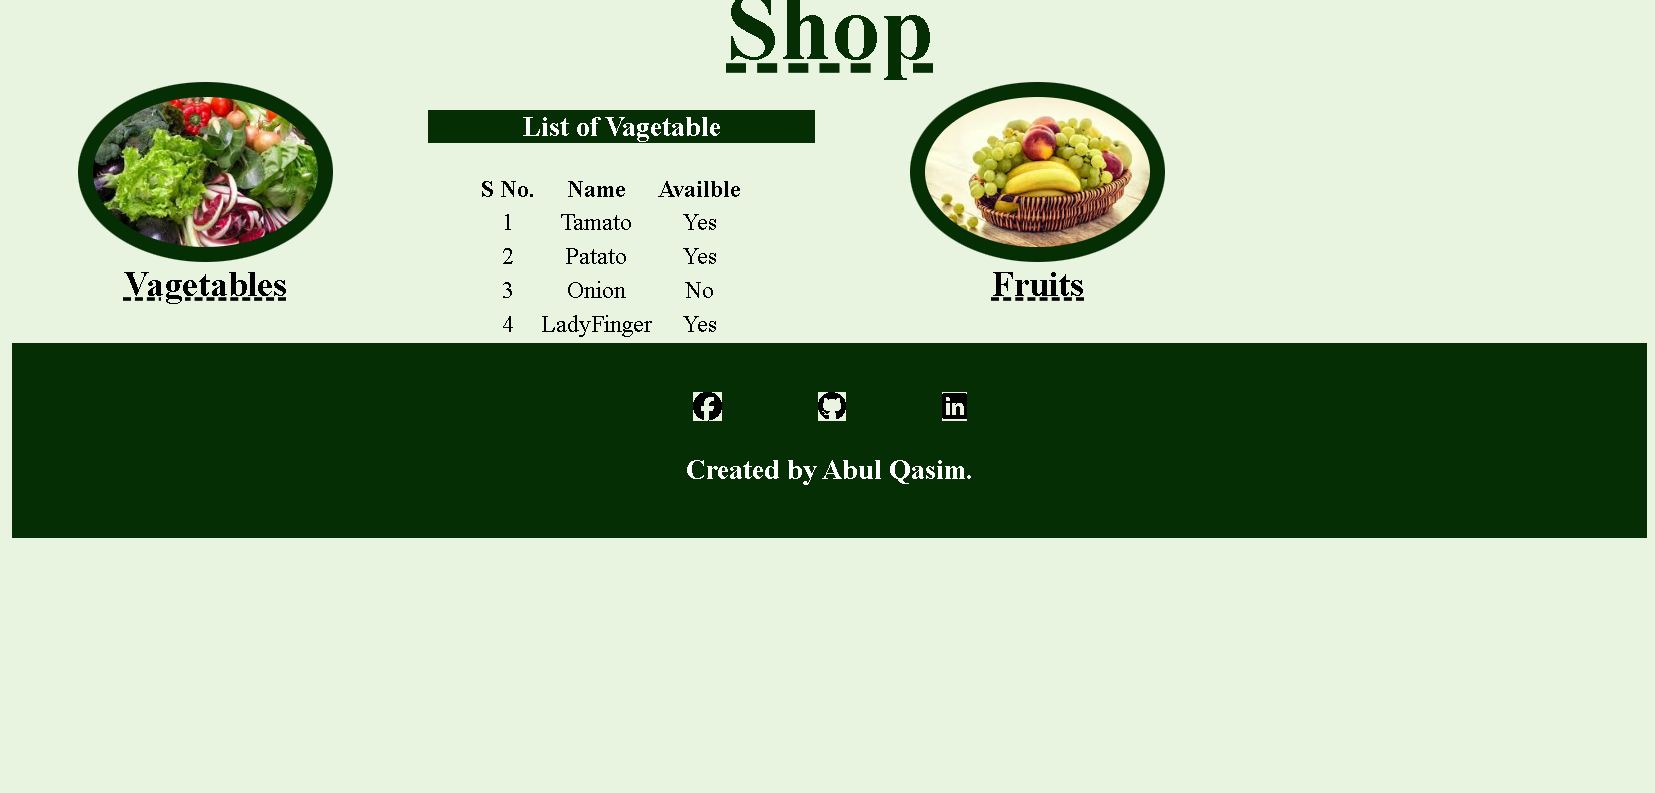 Shop
List of Vagetable
S No. Name Availble
1 Tamato Yes
2 Patato Yes
3 Onion No
4 LadyFinger Yes
Vagetables
Fruits
in
Created by Abul Qasim.